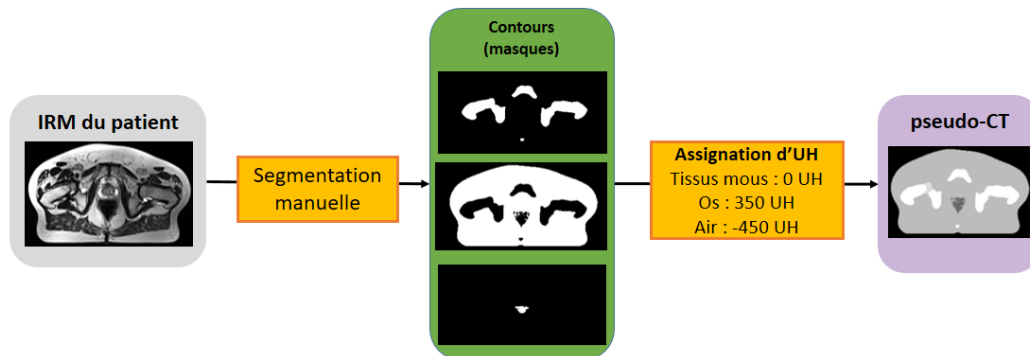 IRM du patient
Segmentation
manuelle
Contours
(masques)
Assignation d’UH
Tissus mous : 0 UH
Os : 350 UH
Air : -450 UH
pseudo-CT